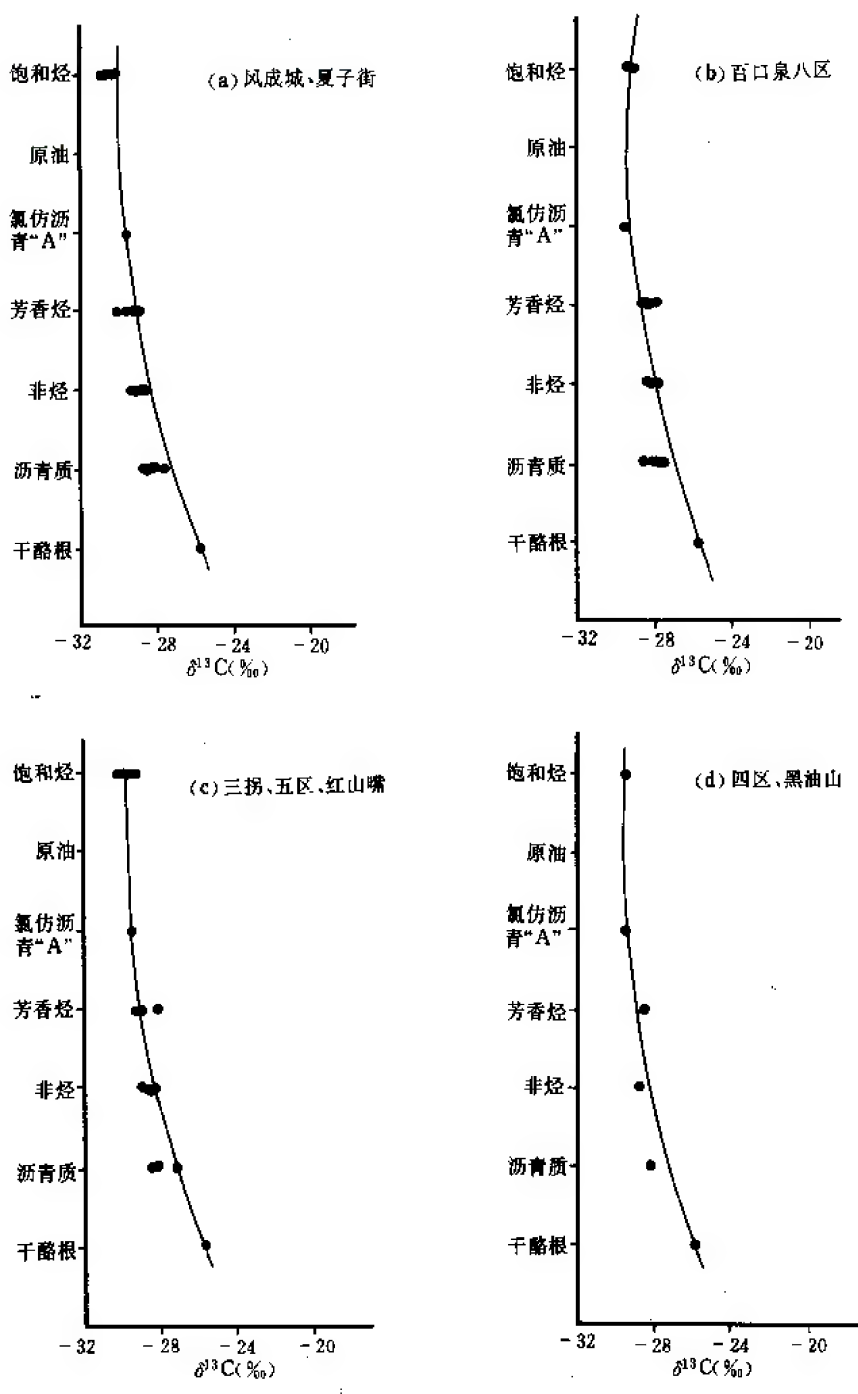 (a)风成城、夏子街
饱和烃
原油
氯仿沥
青“A”
芳香烃
非烃
沥青质
干酪根
-32 -28 -24 -20
δ¹³C(‰)
(b)百口泉八区
饱和烃
原油
氯仿沥
青“A”
芳香烃
非烃
沥青质
干酪根
-32 -28 -24 -20
δ¹³C(‰)
(c)三拐、五区、红山嘴
饱和烃
原油
氯仿沥
青“A”
芳香烃
非烃
沥青质
干酪根
-32 -28 -24 -20
δ¹³C(‰)
(d)四区、黑油山
饱和烃
原油
氯仿沥
青“A”
芳香烃
非烃
沥青质
干酪根
-32 -28 -24 -20
δ¹³C(‰)